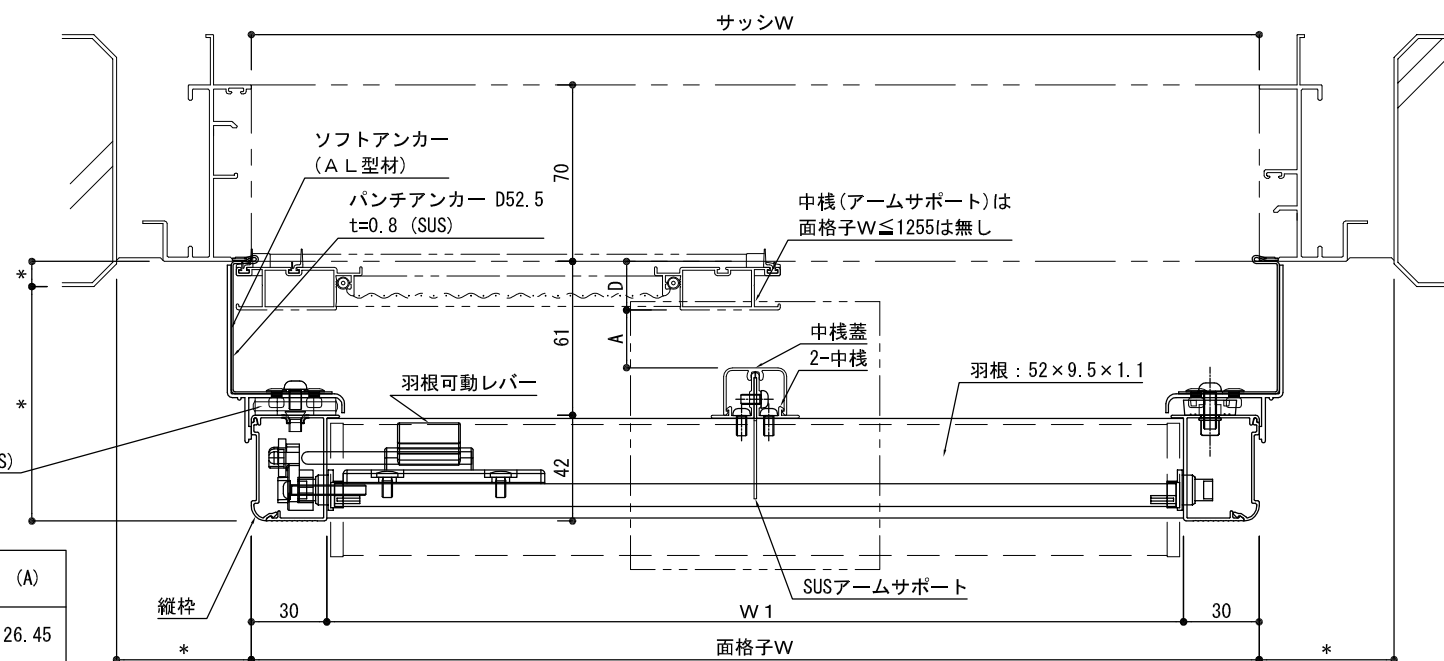 サッシW
ソフトアンカー
(AL型材)
70
パンチアンカー D52.5
t=0.8 (SUS)
中桟(アームサポート)は
面格子W≦1255は無し
*
D
61
A
中桟蓋
2-中桟
羽根可動レバー
羽根：52×9.5×1.1
*
S)
42
(A)
26.45
縦枠
30
W1
SUSアームサポート
30
*
面格子W
*